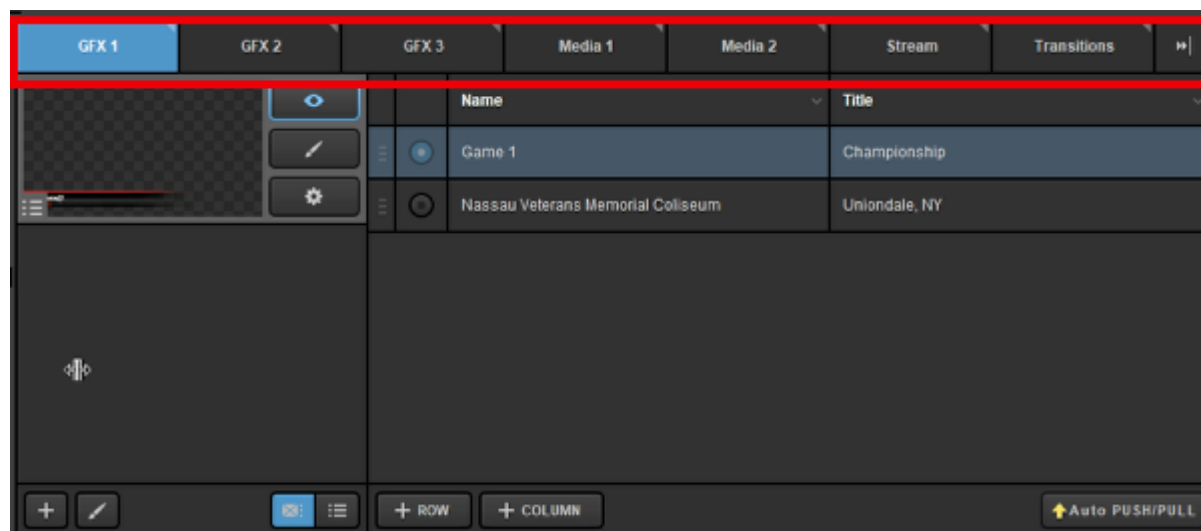 GFX 1 GFX 2 GFX 3 Media 1 Media 2 Stream Transitions
Name Title
Game 1 Championship
Nassau Veterans Memorial Coliseum Uniondale, NY
+ ROW + COLUMN Auto PUSH/PULL